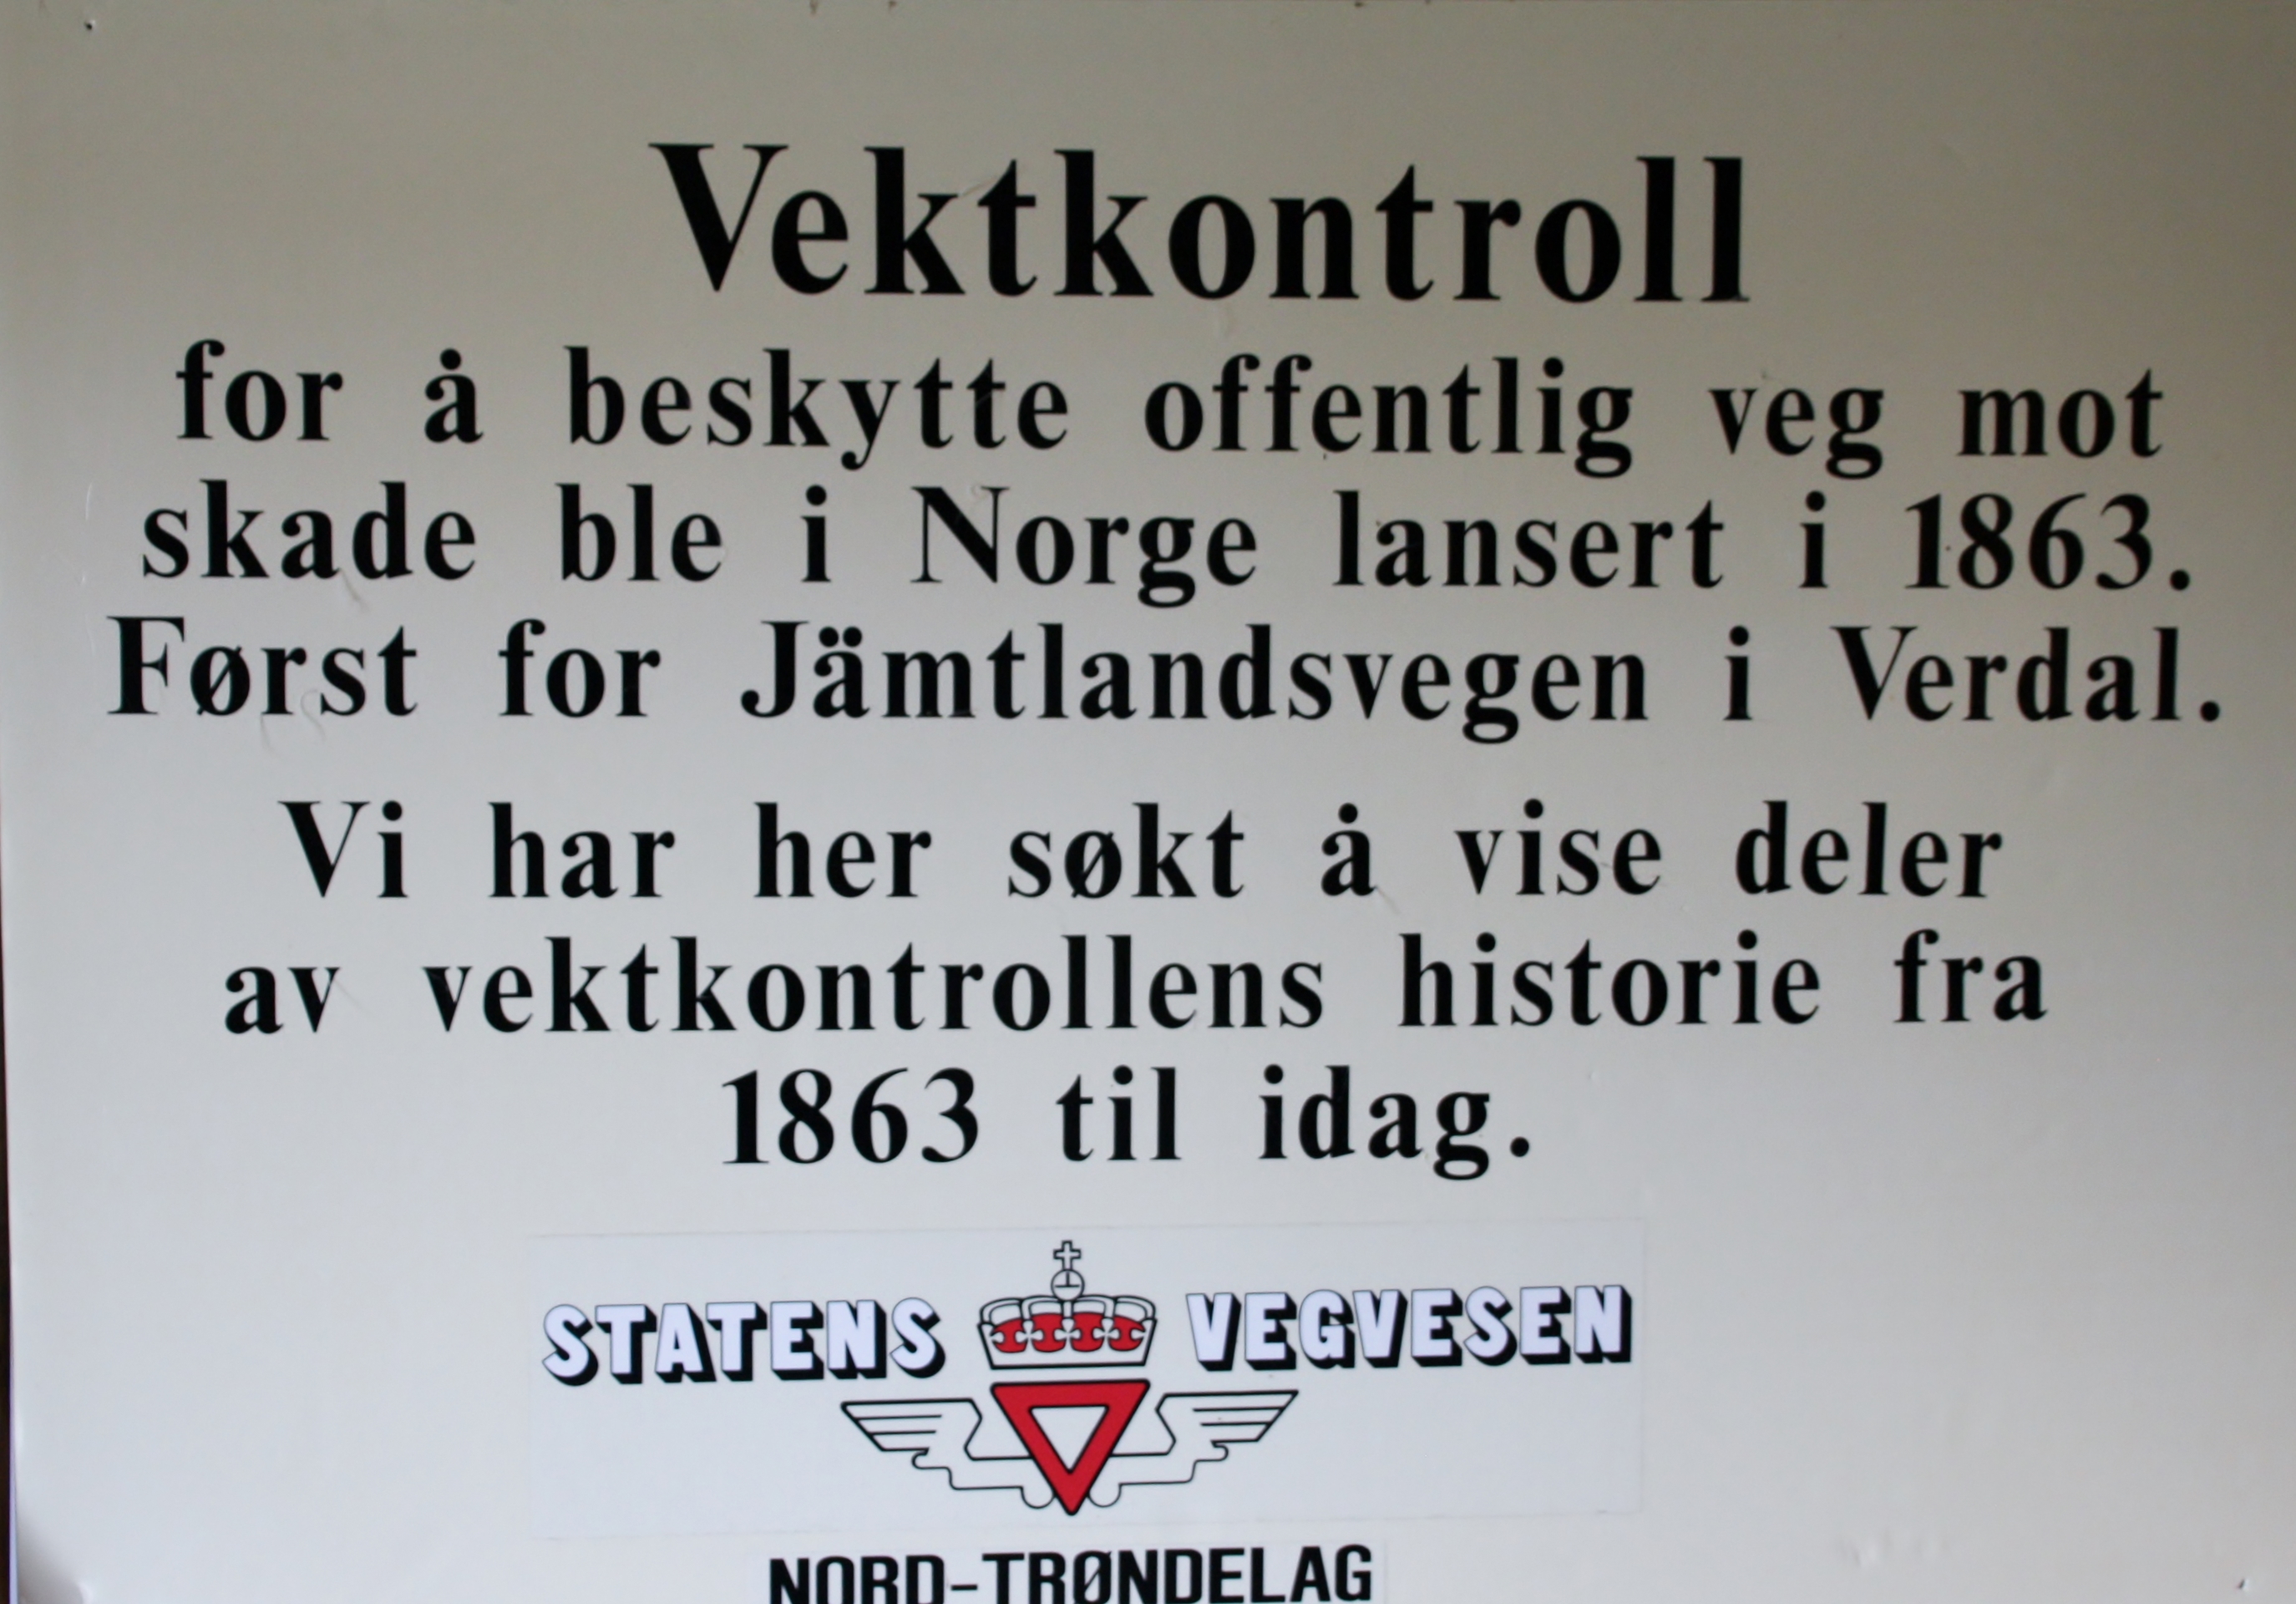 Vektkontroll
for å beskytte offentlig veg mot
skade ble i Norge lansert i 1863.
Først for Jämtlandsvegen i Verdal.
Vi har her søkt å vise deler
av vektkontrollens historie fra
1863 til idag.
STATENS VEGVESEN
NORD-TRØNDELAG